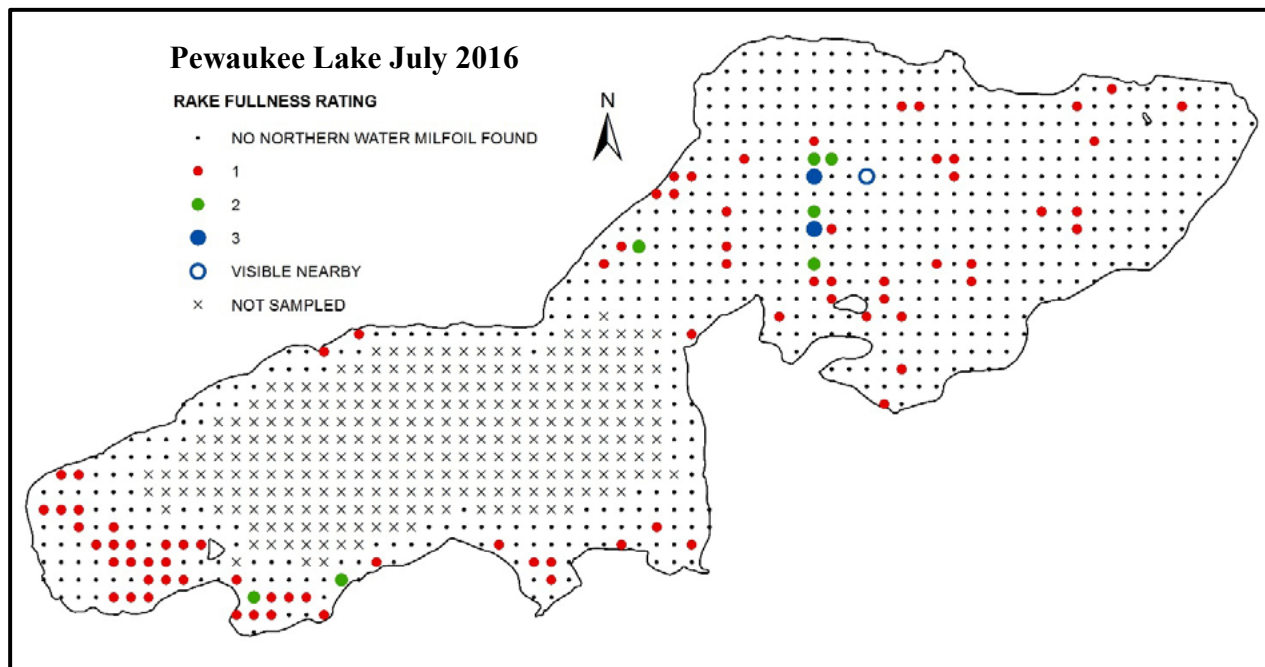 Pewaukee Lake July 2016
RAKE FULLNESS RATING
NO NORTHERN WATER MILFOIL FOUND
1
2
3
VISIBLE NEARBY
NOT SAMPLED
N